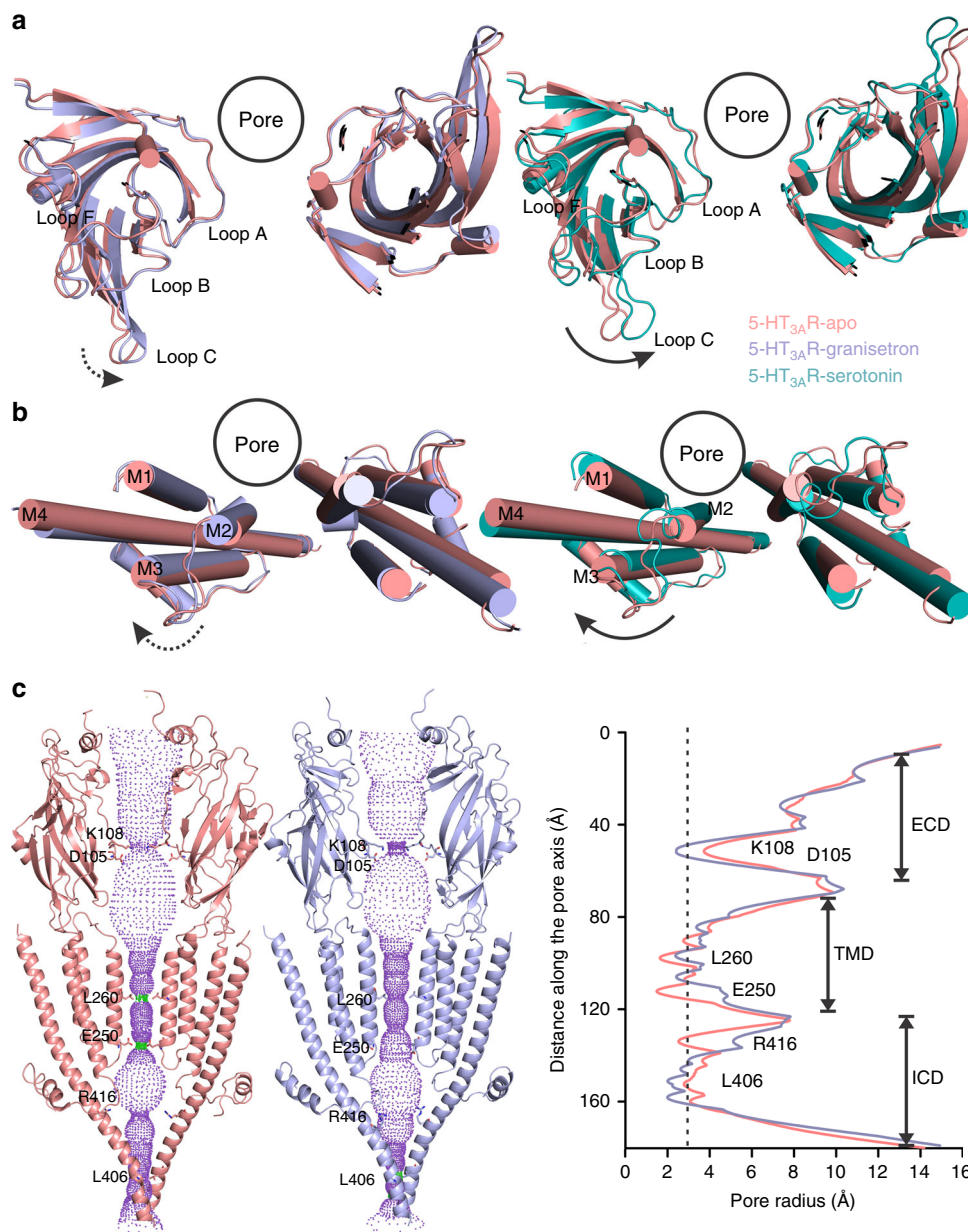 a
Pore
Pore
Loop F
Loop A
Loop B
Loop C
Loop F
Loop A
Loop B
Loop C
5-HT3AR-apo
5-HT3AR-granisetron
5-HT3AR-serotonin
b
Pore
Pore
M1
M4
M2
M3
M1
M4
M2
M3
c
K108
D105
L260
E250
R416
L406
K108
D105
L260
E250
R416
L406
Distance along the pore axis (Å)
0
40
80
120
160
K108
D105
ECD
L260
TMD
E250
R416
L406
ICD
0 2 4 6 8 10 12 14 16
Pore radius (Å)